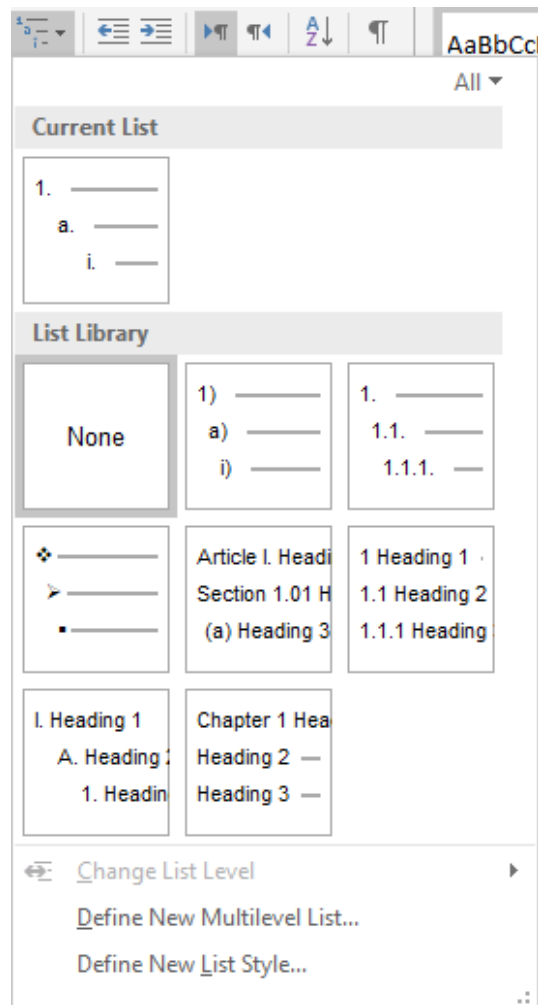 AaBbCc
All
Current List
1.
a.
i.
List Library
None
1)
a)
i)
1.
1.1.
1.1.1.
Article I. Headi
Section 1.01 H
(a) Heading 3
1 Heading 1
1.1 Heading 2
1.1.1 Heading
I. Heading 1
A. Heading 2
1. Headin
Chapter 1 Hea
Heading 2
Heading 3
Change List Level
Define New Multilevel List...
Define New List Style...